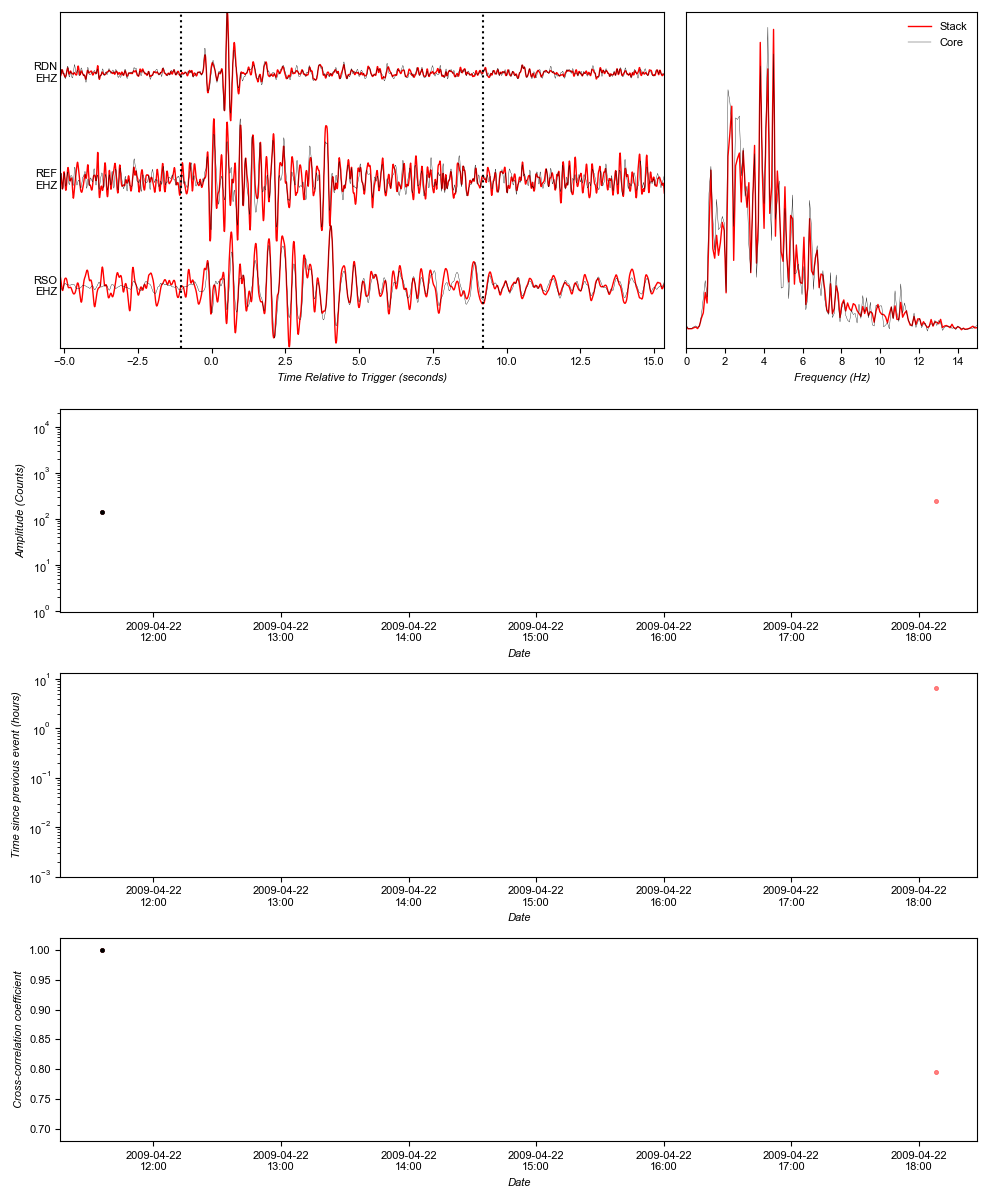 RDN
EHZ
REF
EHZ
RSO
EHZ
−5.0 −2.5 0.0 2.5 5.0 7.5 10.0 12.5 15.0
Time Relative to Trigger (seconds)
Stack
Core
0 2 4 6 8 10 12 14
Frequency (Hz)
10^4
10^3
10^2
10^1
10^0
Amplitude (Counts)
2009-04-22 2009-04-22 2009-04-22 2009-04-22 2009-04-22 2009-04-22 2009-04-22
12:00 13:00 14:00 15:00 16:00 17:00 18:00
Date
10^1
10^0
10^−1
10^−2
10^−3
Time since previous event (hours)
2009-04-22 2009-04-22 2009-04-22 2009-04-22 2009-04-22 2009-04-22 2009-04-22
12:00 13:00 14:00 15:00 16:00 17:00 18:00
Date
1.00
0.95
0.90
0.85
0.80
0.75
0.70
Cross-correlation coefficient
2009-04-22 2009-04-22 2009-04-22 2009-04-22 2009-04-22 2009-04-22 2009-04-22
12:00 13:00 14:00 15:00 16:00 17:00 18:00
Date